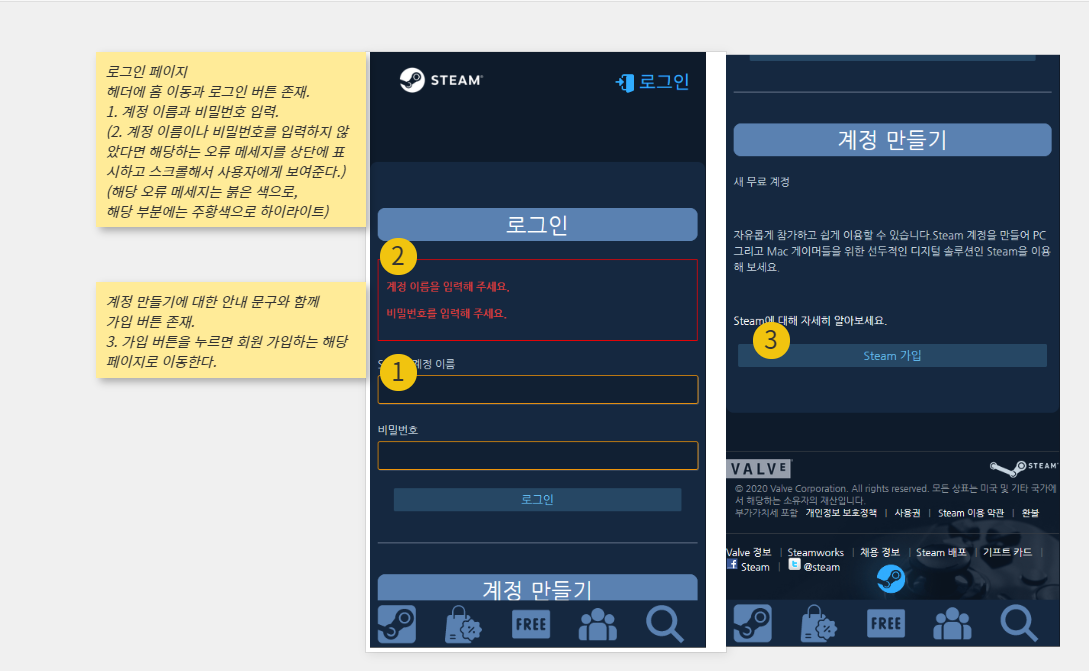 로그인 페이지
헤더에 홈 이동과 로그인 버튼 존재.
1. 계정 이름과 비밀번호 입력.
(2. 계정 이름이나 비밀번호를 입력하지 않
았다면 해당하는 오류 메세지를 상단에 표
시하고 스크롤해서 사용자에게 보여준다.)
(해당 오류 메세지는 붉은 색으로,
해당 부분에는 주황색으로 하이라이트)
계정 만들기에 대한 안내 문구와 함께
가입 버튼 존재.
3. 가입 버튼을 누르면 회원 가입하는 해당
페이지로 이동한다.
STEAM
로그인
로그인
2
계정 이름을 입력해 주세요.
비밀번호를 입력해 주세요.
1
계정 이름
비밀번호
로그인
계정 만들기
FREE
계정 만들기
새 무료 계정
자유롭게 참가하고 쉽게 이용할 수 있습니다.Steam 계정을 만들어 PC
그리고 Mac 게이머들을 위한 선두적인 디지털 솔루션인 Steam을 이용
해 보세요.
Steam에 대해 자세히 알아보세요.
3
Steam 가입
VALVE
STEAM
© 2020 Valve Corporation. All rights reserved. 모든 상표는 미국 및 기타 국가에
서 해당하는 소유자의 재산입니다.
부가가치세 포함 개인정보 보호정책 | 사용권 | Steam 이용 약관 | 환불
Valve 정보 | Steamworks | 채용 정보 | Steam 배포 | 기프트 카드 |
Steam | @steam
FREE